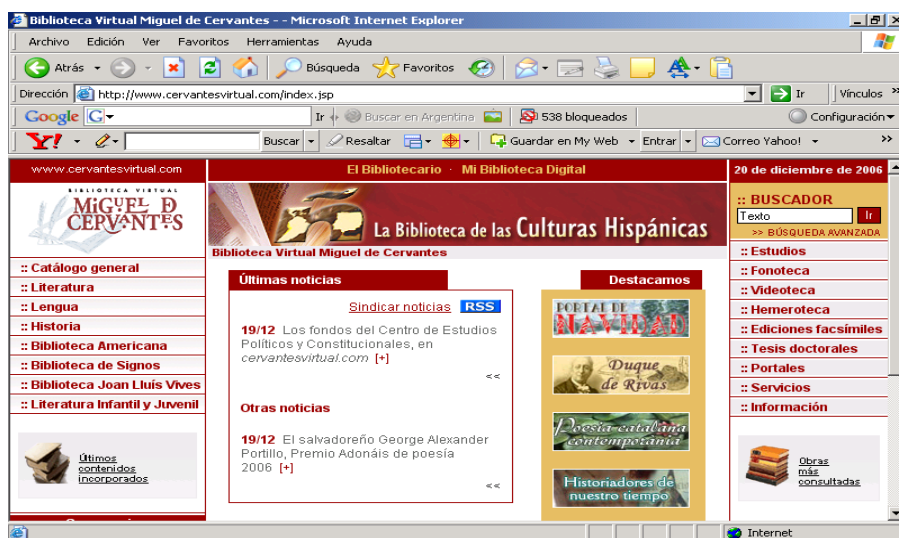 Biblioteca Virtual Miguel de Cervantes - - Microsoft Internet Explorer
Archivo Edición Ver Favoritos Herramientas Ayuda
Atrás Búsqueda Favoritos
Dirección http://www.cervantesvirtual.com/index.jsp Ir Vínculos »
Google G Ir Buscar en Argentina 538 bloqueados Configuración
Y! Buscar Resaltar Guardar en My Web Entrar Correo Yahoo! »
www.cervantesvirtual.com
El Bibliotecario · Mi Biblioteca Digital
20 de diciembre de 2006
BIBLIOTECA VIRTUAL
MIGUEL D
CERVANTES
La Biblioteca de las Culturas Hispánicas
:: BUSCADOR
Texto Ir
>> BÚSQUEDA AVANZADA
Biblioteca Virtual Miguel de Cervantes
:: Catálogo general
:: Literatura
:: Lengua
:: Historia
:: Biblioteca Americana
:: Biblioteca de Signos
:: Biblioteca Joan Lluís Vives
:: Literatura Infantil y Juvenil
Últimos
contenidos
incorporados
Últimas noticias
Sindicar noticias RSS
19/12 Los fondos del Centro de Estudios
Políticos y Constitucionales, en
cervantesvirtual.com [+]
<<
Otras noticias
19/12 El salvadoreño George Alexander
Portillo, Premio Adonáis de poesía
2006 [+]
<<
Destacamos
PORTAL DE
NAVIDAD
Duque
de Rivas
Poesia catalana
contemporània
Historiadores de
nuestro tiempo
:: Estudios
:: Fonoteca
:: Videoteca
:: Hemeroteca
:: Ediciones facsímiles
:: Tesis doctorales
:: Portales
:: Servicios
:: Información
Obras
más
consultadas
Internet